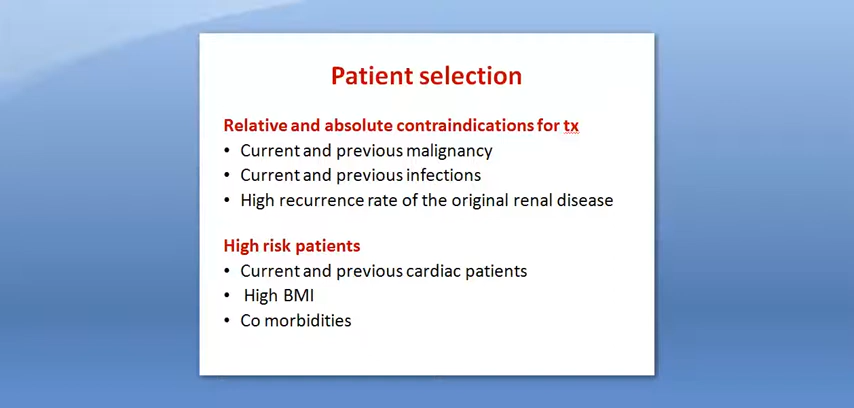 Patient selection
Relative and absolute contraindications for tx
• Current and previous malignancy
• Current and previous infections
• High recurrence rate of the original renal disease
High risk patients
• Current and previous cardiac patients
• High BMI
• Co morbidities